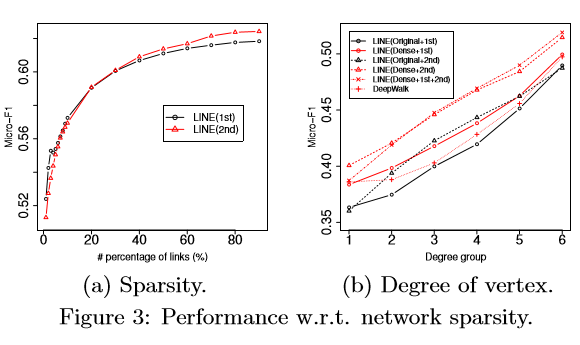 0.60
0.56
0.52
Micro-F1
LINE(1st)
LINE(2nd)
0 20 40 60 80
# percentage of links (%)
(a) Sparsity.
0.50
0.45
0.40
0.35
Micro-F1
LINE(Original+1st)
LINE(Dense+1st)
LINE(Original+2nd)
LINE(Dense+2nd)
LINE(Dense+1st+2nd)
DeepWalk
1 2 3 4 5 6
Degree group
(b) Degree of vertex.
Figure 3: Performance w.r.t. network sparsity.